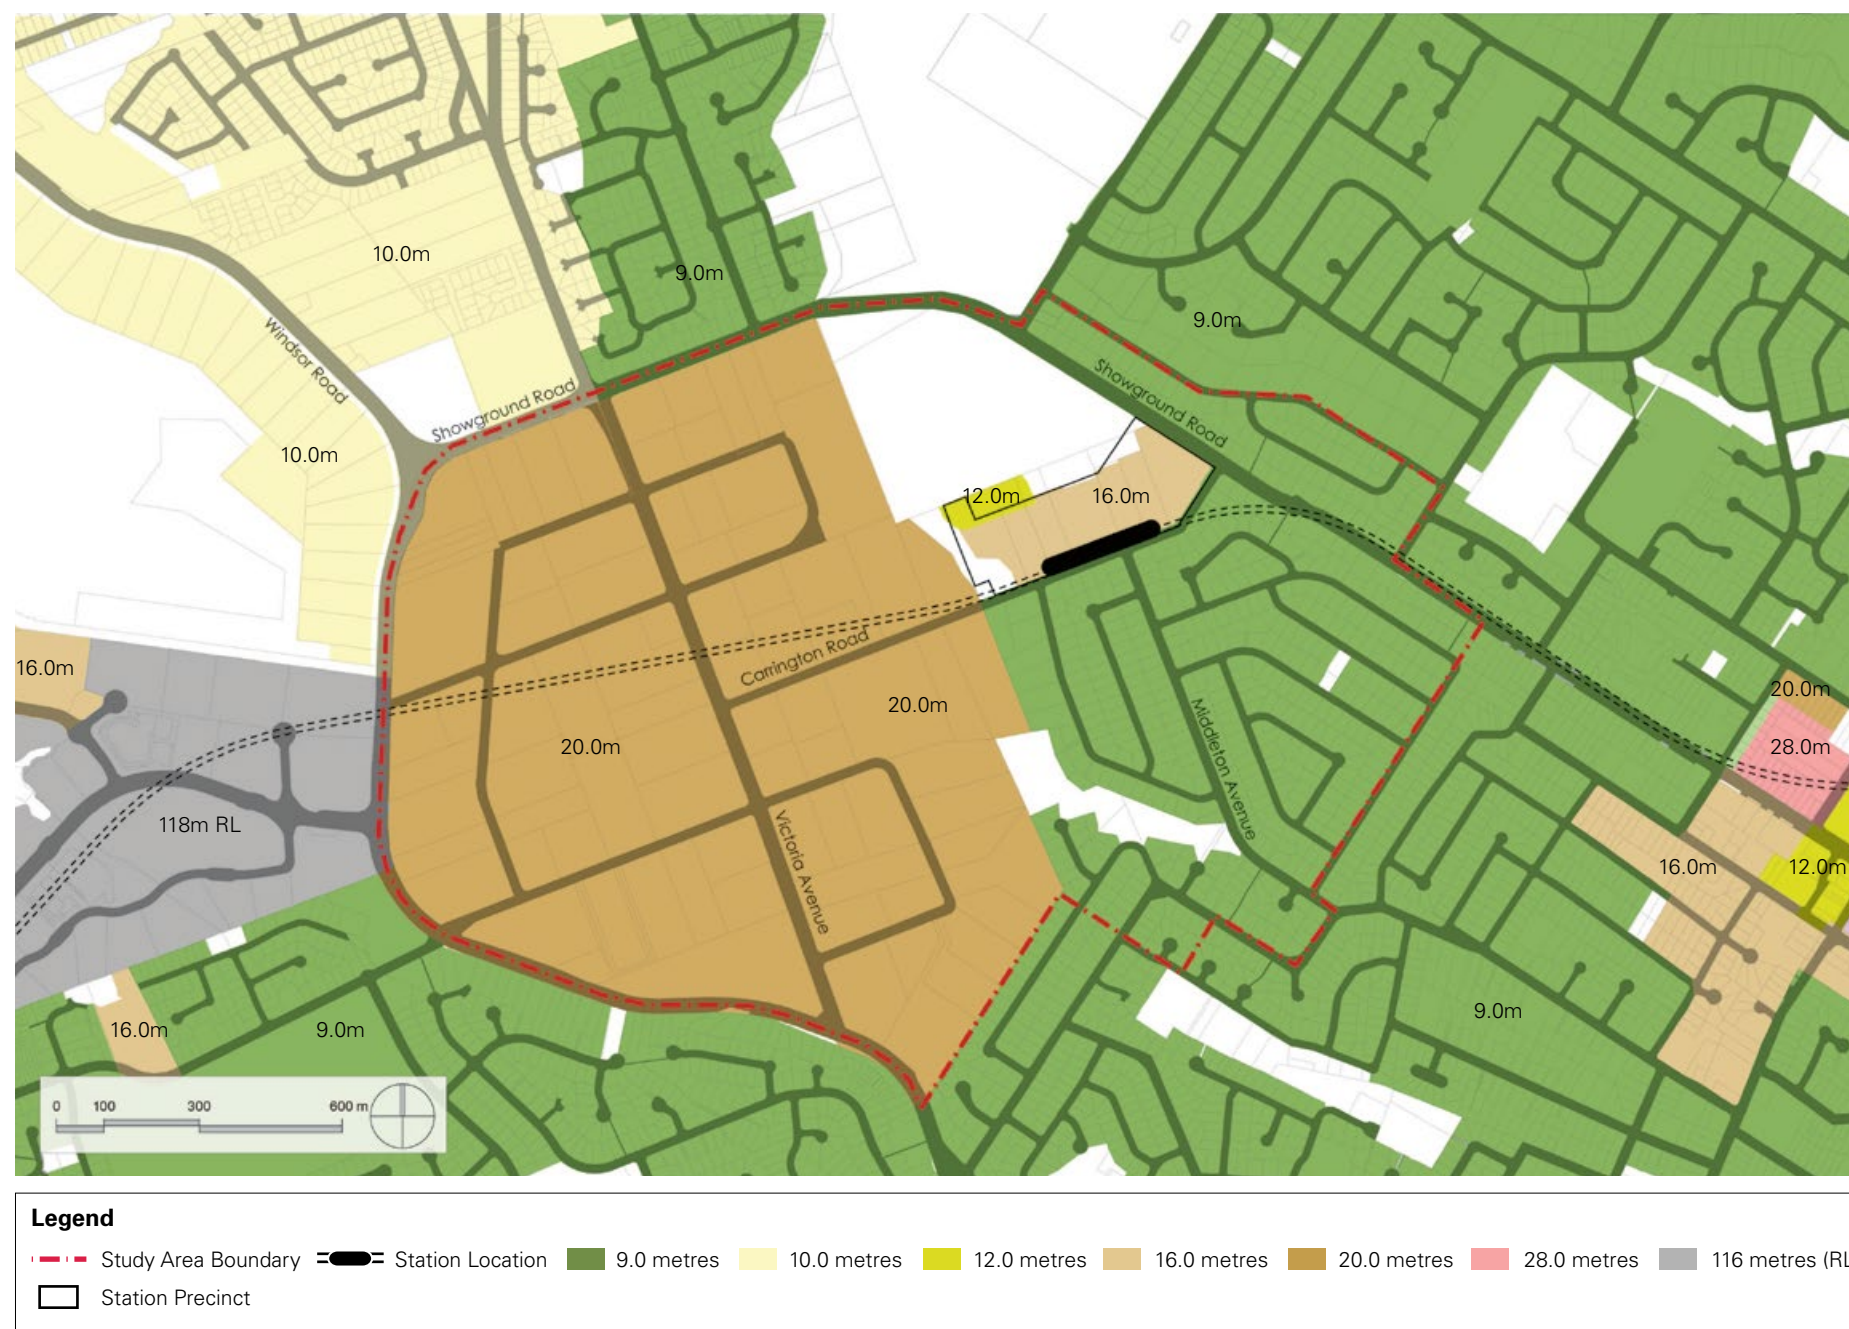 10.0m
9.0m
9.0m
Windsor Road
Showground Road
Showground Road
10.0m
12.0m
16.0m
16.0m
Carrington Road
20.0m
20.0m
Middleton Avenue
20.0m
28.0m
118m RL
Victoria Avenue
16.0m
12.0m
16.0m
9.0m
9.0m
0 100 300 600 m
Legend
Study Area Boundary Station Location 9.0 metres 10.0 metres 12.0 metres 16.0 metres 20.0 metres 28.0 metres 116 metres (RL
Station Precinct